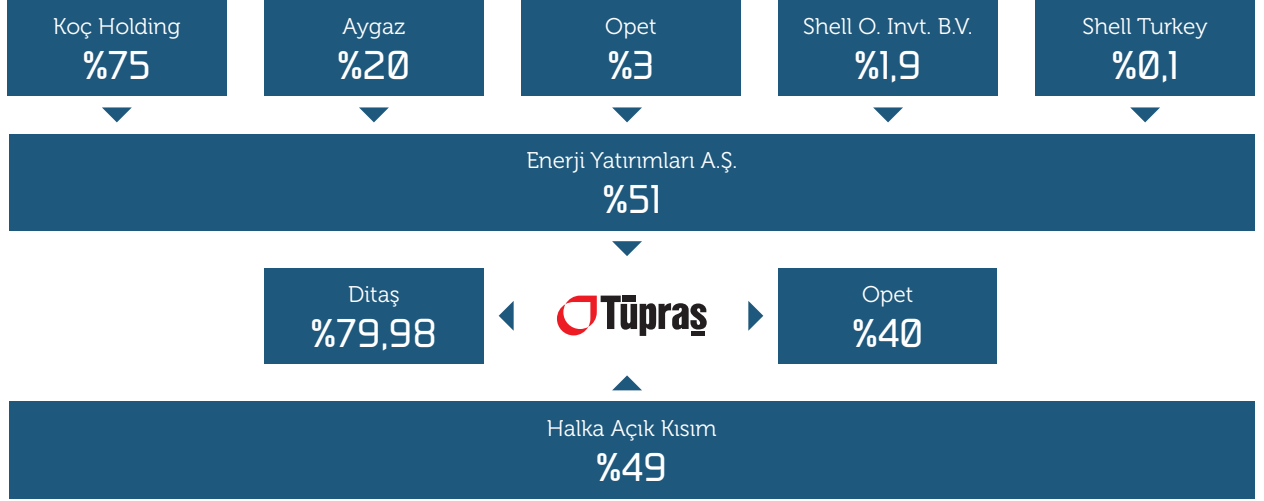 Koç Holding
%75
Aygaz
%20
Opet
%3
Shell O. Invt. B.V.
%1,9
Shell Turkey
%0,1
Enerji Yatırımları A.Ş.
%51
Ditaş
%79,98
Tüpraş
Opet
%40
Halka Açık Kısım
%49